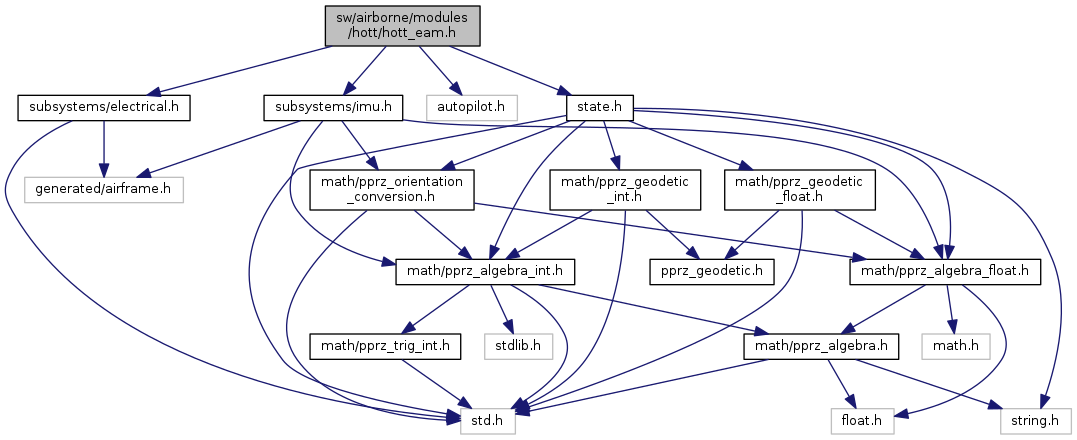 sw/airborne/modules
/hott/hott_eam.h
subsystems/electrical.h
subsystems/imu.h
autopilot.h
state.h
generated/airframe.h
math/pprz_orientation
_conversion.h
math/pprz_geodetic
_int.h
math/pprz_geodetic
_float.h
math/pprz_algebra_int.h
pprz_geodetic.h
math/pprz_algebra_float.h
math/pprz_trig_int.h
stdlib.h
math/pprz_algebra.h
math.h
std.h
float.h
string.h